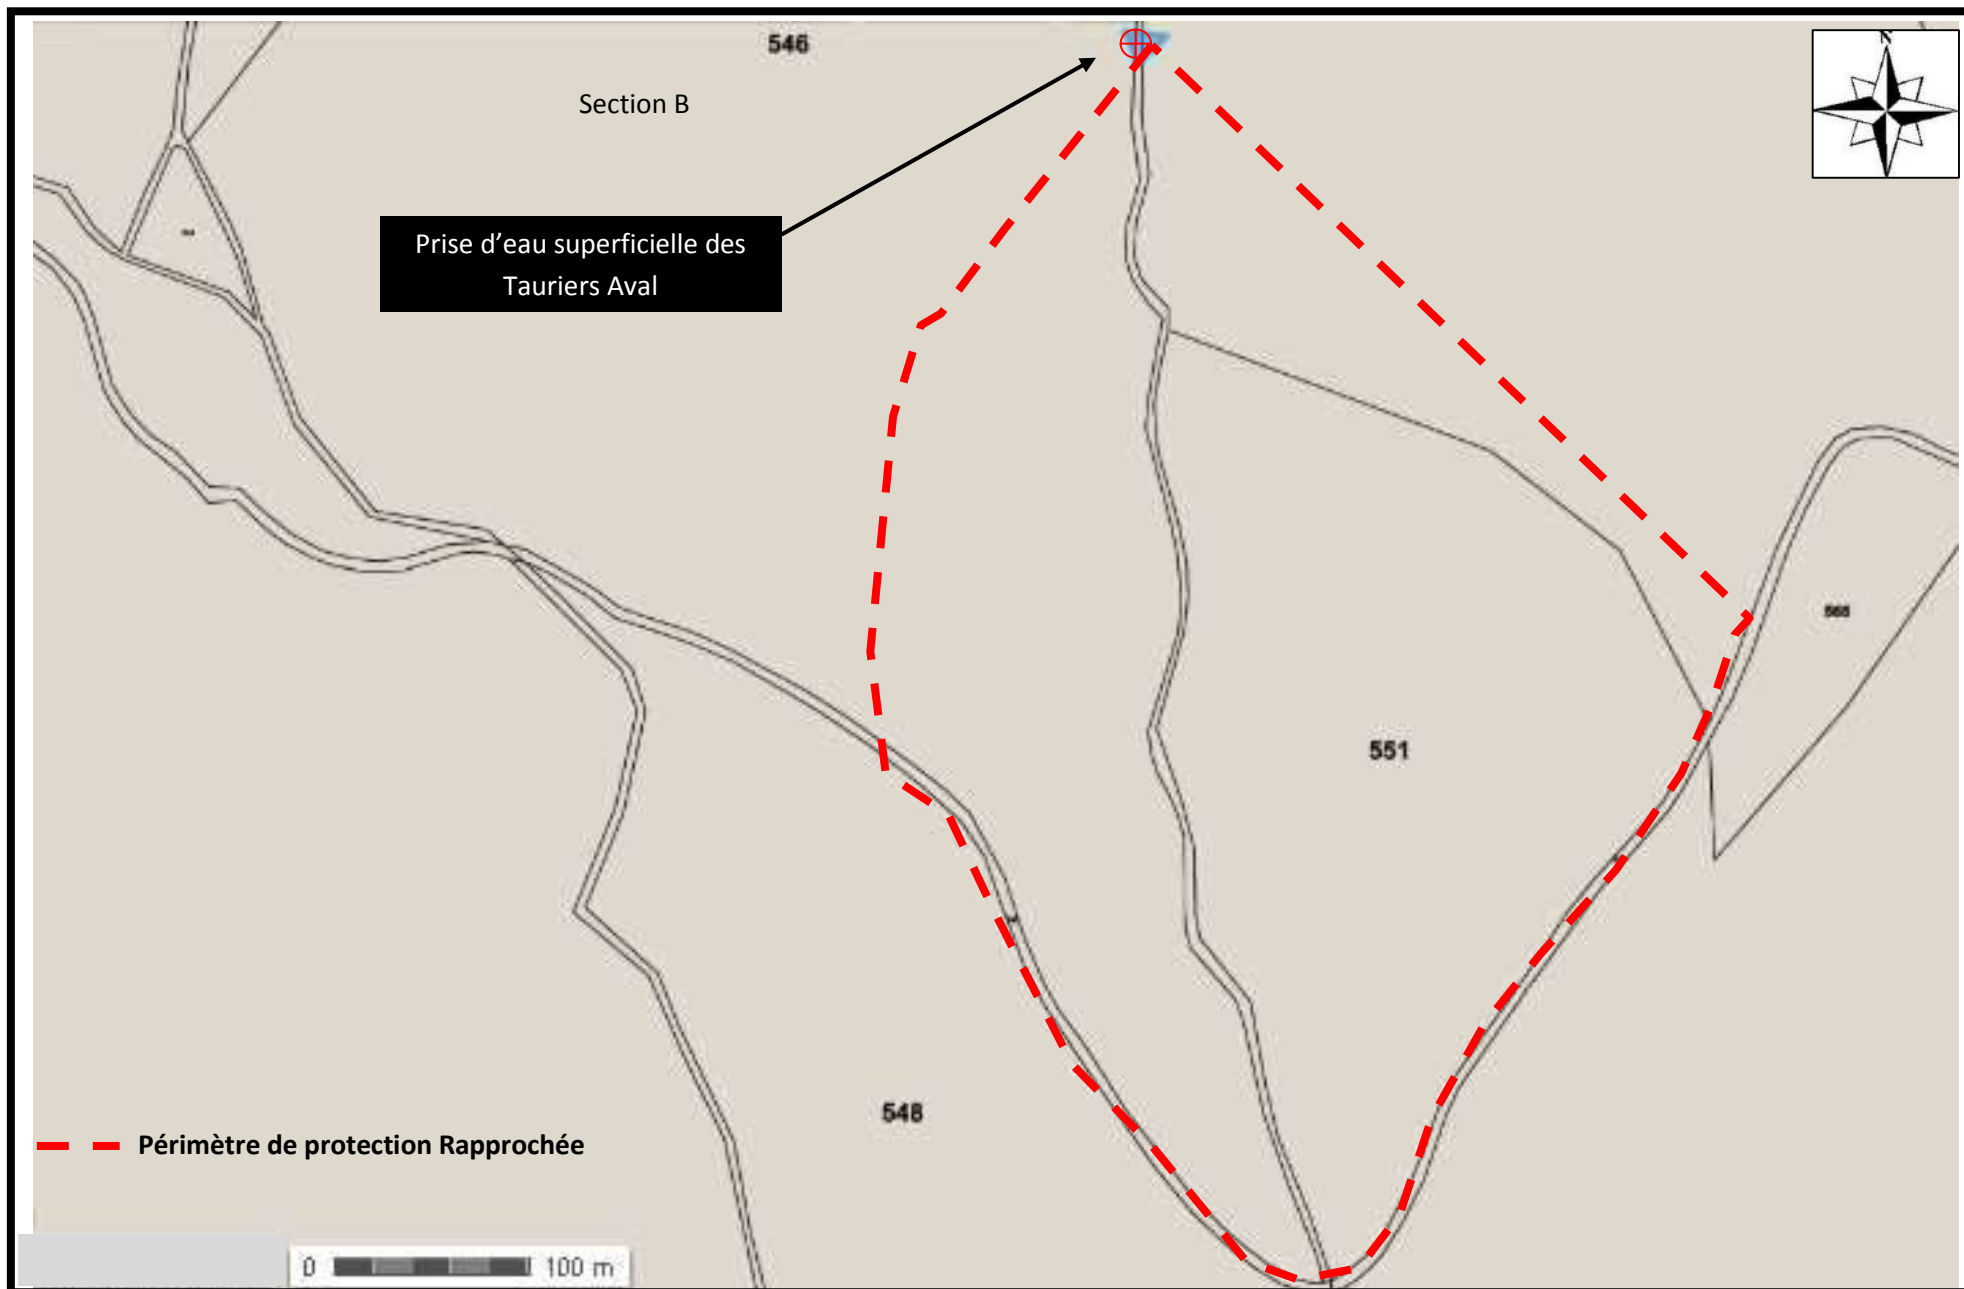 546
N
Section B
Prise d’eau superficielle des
Tauriers Aval
551
548
Périmètre de protection Rapprochée
0 100 m